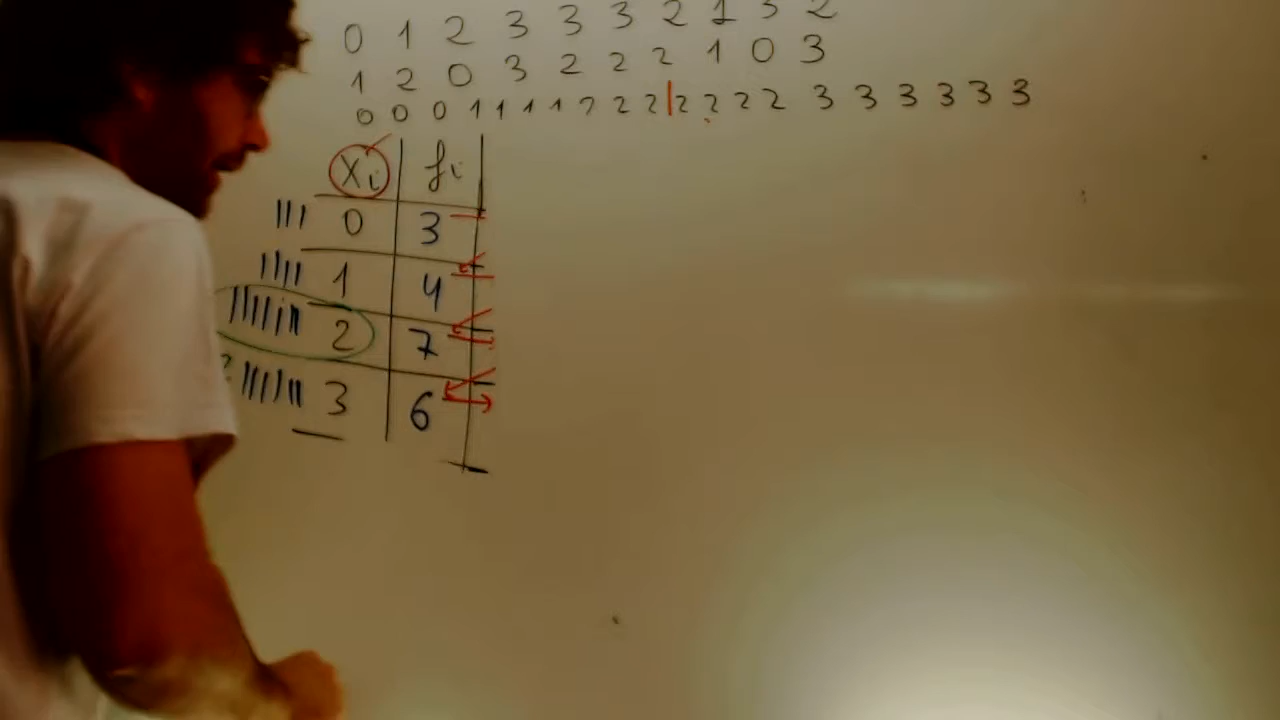 0 1 2 3 3 3 2 1 3 2
1 2 0 3 2 2 2 1 0 3
0 0 0 1 1 1 1 2 2 2 | 2 2 2 2 3 3 3 3 3 3
xi fi
||| 0 3
|||| 1 4
||||||| 2 7
|||||| 3 6